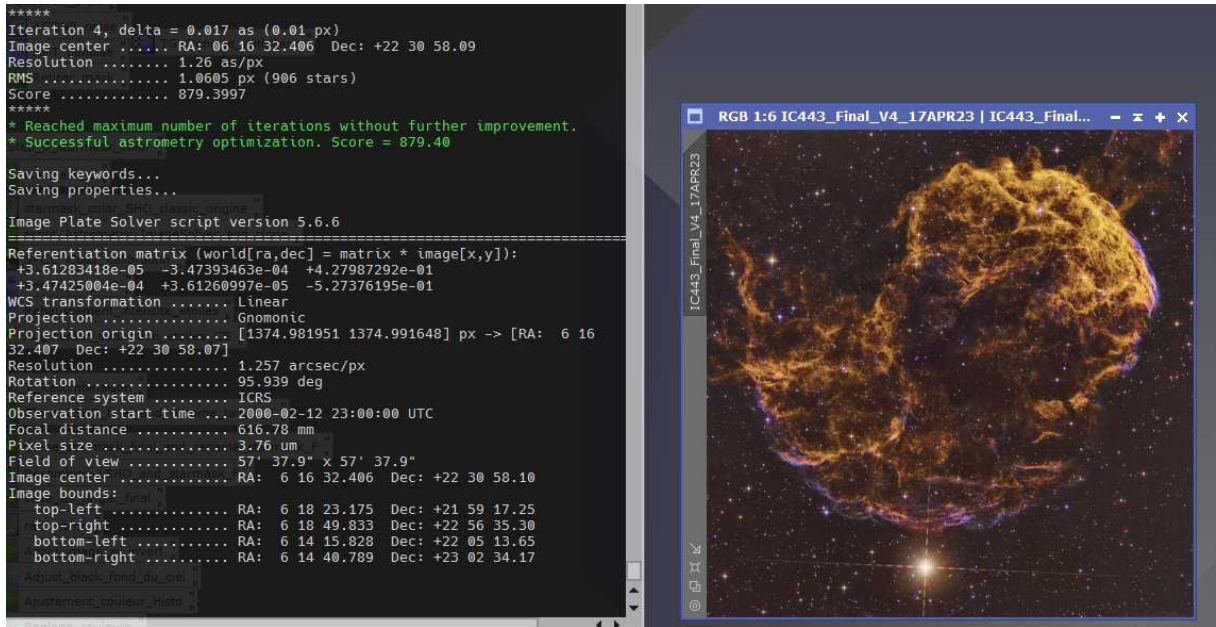 *****
Iteration 4, delta = 0.017 as (0.01 px)
Image center ...... RA: 06 16 32.406  Dec: +22 30 58.09
Resolution ........ 1.26 as/px
RMS ............... 1.0605 px (906 stars)
Score ............. 879.3997
*****
* Reached maximum number of iterations without further improvement.
* Successful astrometry optimization. Score = 879.40
Saving keywords...
Saving properties...
starmask_color_SHO_classic_origine
Image Plate Solver script version 5.6.6
===============================================================================
Referentiation matrix (world[ra,dec] = matrix * image[x,y]):
+3.61283418e-05  -3.47393463e-04  +4.27987292e-01
+3.47425004e-04  +3.61260997e-05  -5.27376195e-01
WCS transformation ....... Linear
Projection ............... Gnomonic
Projection origin ........ [1374.981951 1374.991648] px -> [RA:  6 16
32.407  Dec: +22 30 58.07]
Resolution ............... 1.257 arcsec/px
Rotation ................. 95.939 deg
Reference system ......... ICRS
Observation start time ... 2000-02-12 23:00:00 UTC
Focal distance ........... 616.78 mm
Pixel size ............... 3.76 um
Field of view ............ 57' 37.9" x 57' 37.9"
Image center ............. RA:  6 16 32.406  Dec: +22 30 58.10
Image bounds:
top-left ............... RA:  6 18 23.175  Dec: +21 59 17.25
top-right .............. RA:  6 18 49.833  Dec: +22 56 35.30
bottom-left ............ RA:  6 14 15.828  Dec: +22 05 13.65
bottom-right ........... RA:  6 14 40.789  Dec: +23 02 34.17
Adjust_black_fond_du_ciel
Ajustement_couleur_Histo
RGB 1:6 IC443_Final_V4_17APR23 | IC443_Final...
IC443_Final_V4_17APR23